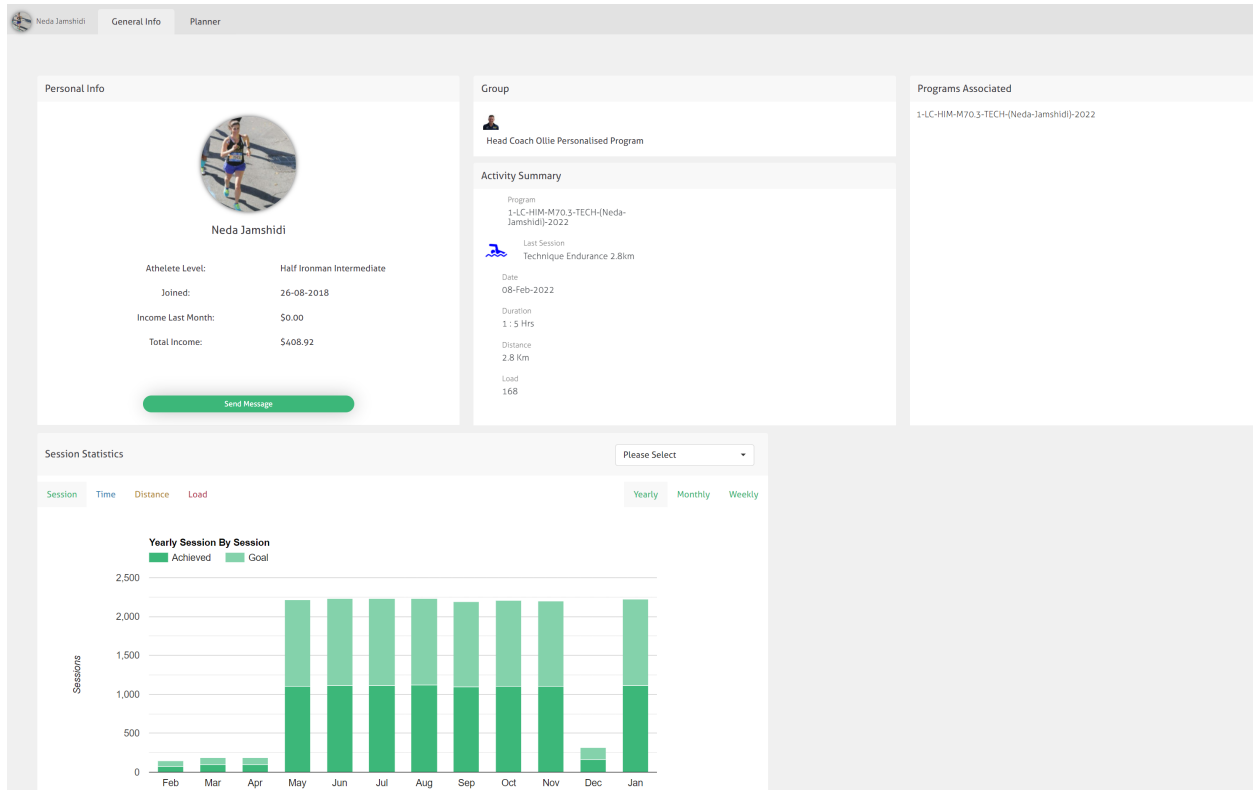 Neda Jamshidi General Info Planner
Personal Info
Neda Jamshidi
Athelete Level: Half Ironman Intermediate
Joined: 26-08-2018
Income Last Month: $0.00
Total Income: $408.92
Send Message
Group
Head Coach Ollie Personalised Program
Activity Summary
Program
1-LC-HIM-M70.3-TECH-(Neda-
Jamshidi)-2022
Last Session
Technique Endurance 2.8km
Date
08-Feb-2022
Duration
1 : 5 Hrs
Distance
2.8 Km
Load
168
Programs Associated
1-LC-HIM-M70.3-TECH-(Neda-Jamshidi)-2022
Session Statistics Please Select
Session Time Distance Load Yearly Monthly Weekly
Yearly Session By Session
Achieved Goal
2,500
2,000
1,500
1,000
500
0
Sessions
Feb Mar Apr May Jun Jul Aug Sep Oct Nov Dec Jan